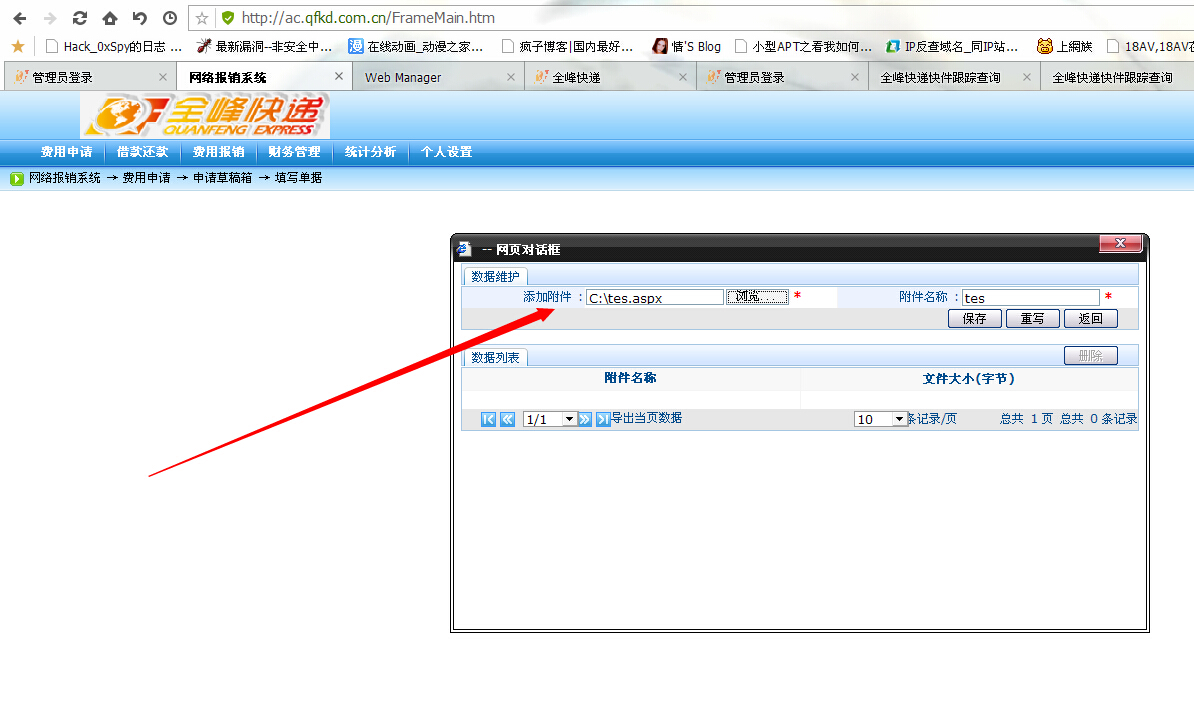 http://ac.qfkd.com.cn/FrameMain.htm
Hack_0xSpy的日志 ... 最新漏洞--非安全中... 在线动画_动漫之家... 疯子博客|国内最好... 情'S Blog 小型APT之看我如何... IP反查域名_同IP站... 上網族 18AV,18AV在
管理员登录 网络报销系统 Web Manager 全峰快递 管理员登录 全峰快递快件跟踪查询 全峰快递快件跟踪查询
全峰快递
QUANFENG EXPRESS
费用申请 借款还款 费用报销 财务管理 统计分析 个人设置
网络报销系统 → 费用申请 → 申请草稿箱 → 填写单据
-- 网页对话框
数据维护
添加附件 : C:\tes.aspx 浏览... * 附件名称 : tes *
保存 重写 返回
数据列表 删除
附件名称 文件大小(字节)
1/1 导出当页数据 10 条记录/页 总共 1 页 总共 0 条记录